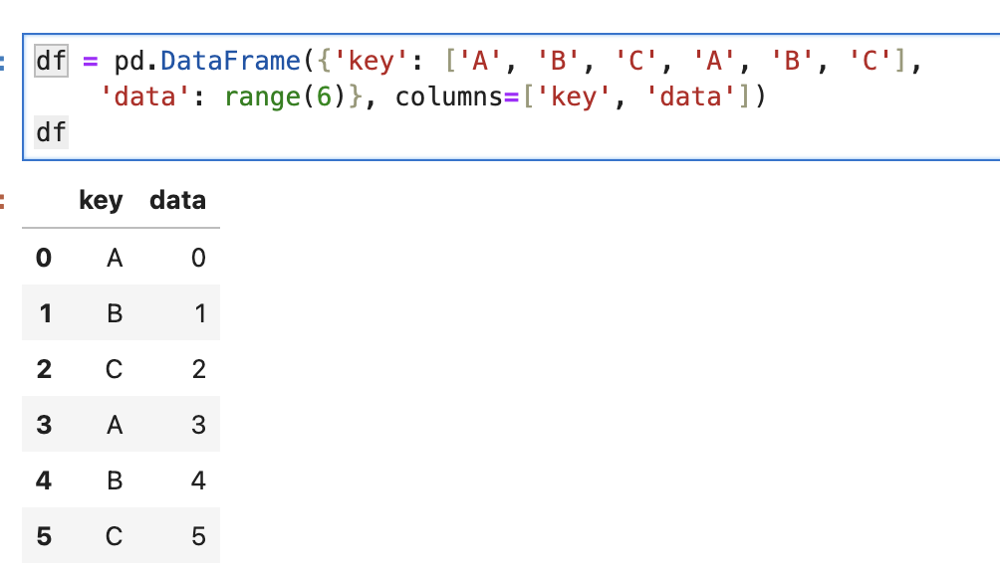 df = pd.DataFrame({'key': ['A', 'B', 'C', 'A', 'B', 'C'],
    'data': range(6)}, columns=['key', 'data'])
df
key data
0 A 0
1 B 1
2 C 2
3 A 3
4 B 4
5 C 5